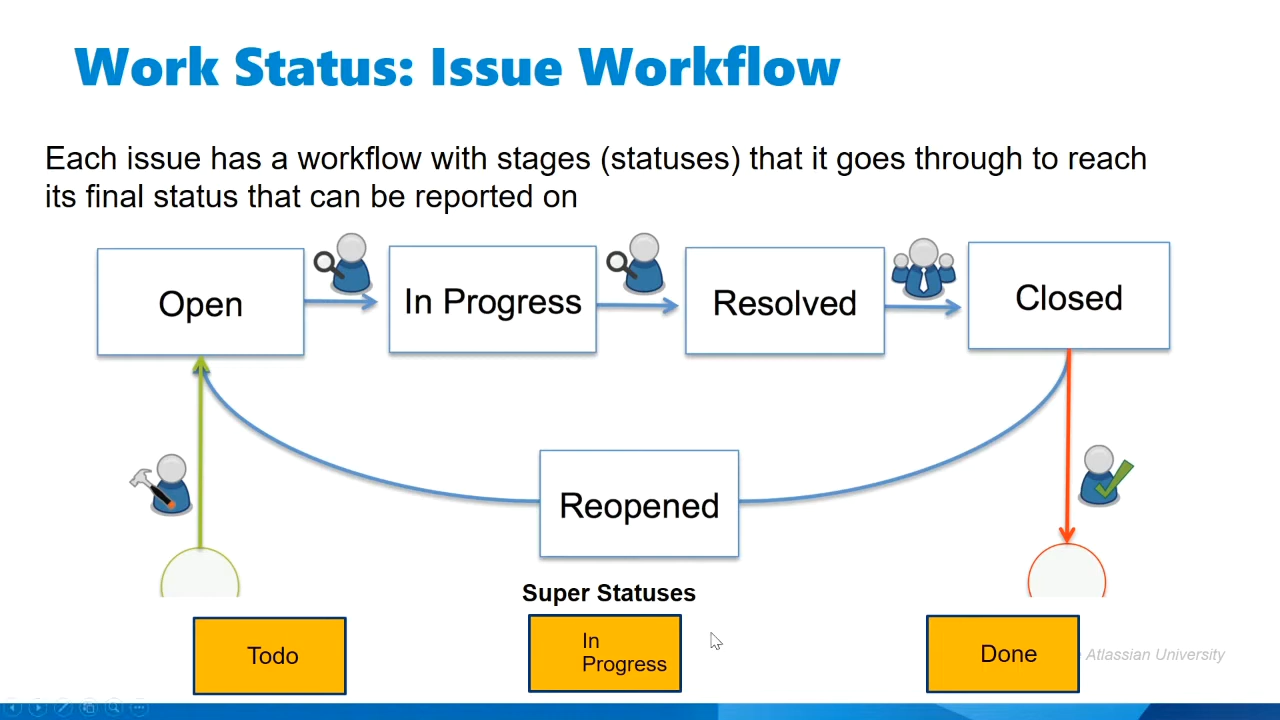 Work Status: Issue Workflow
Each issue has a workflow with stages (statuses) that it goes through to reach
its final status that can be reported on
Open
In Progress
Resolved
Closed
Reopened
Super Statuses
Todo
In
Progress
Done
Atlassian University